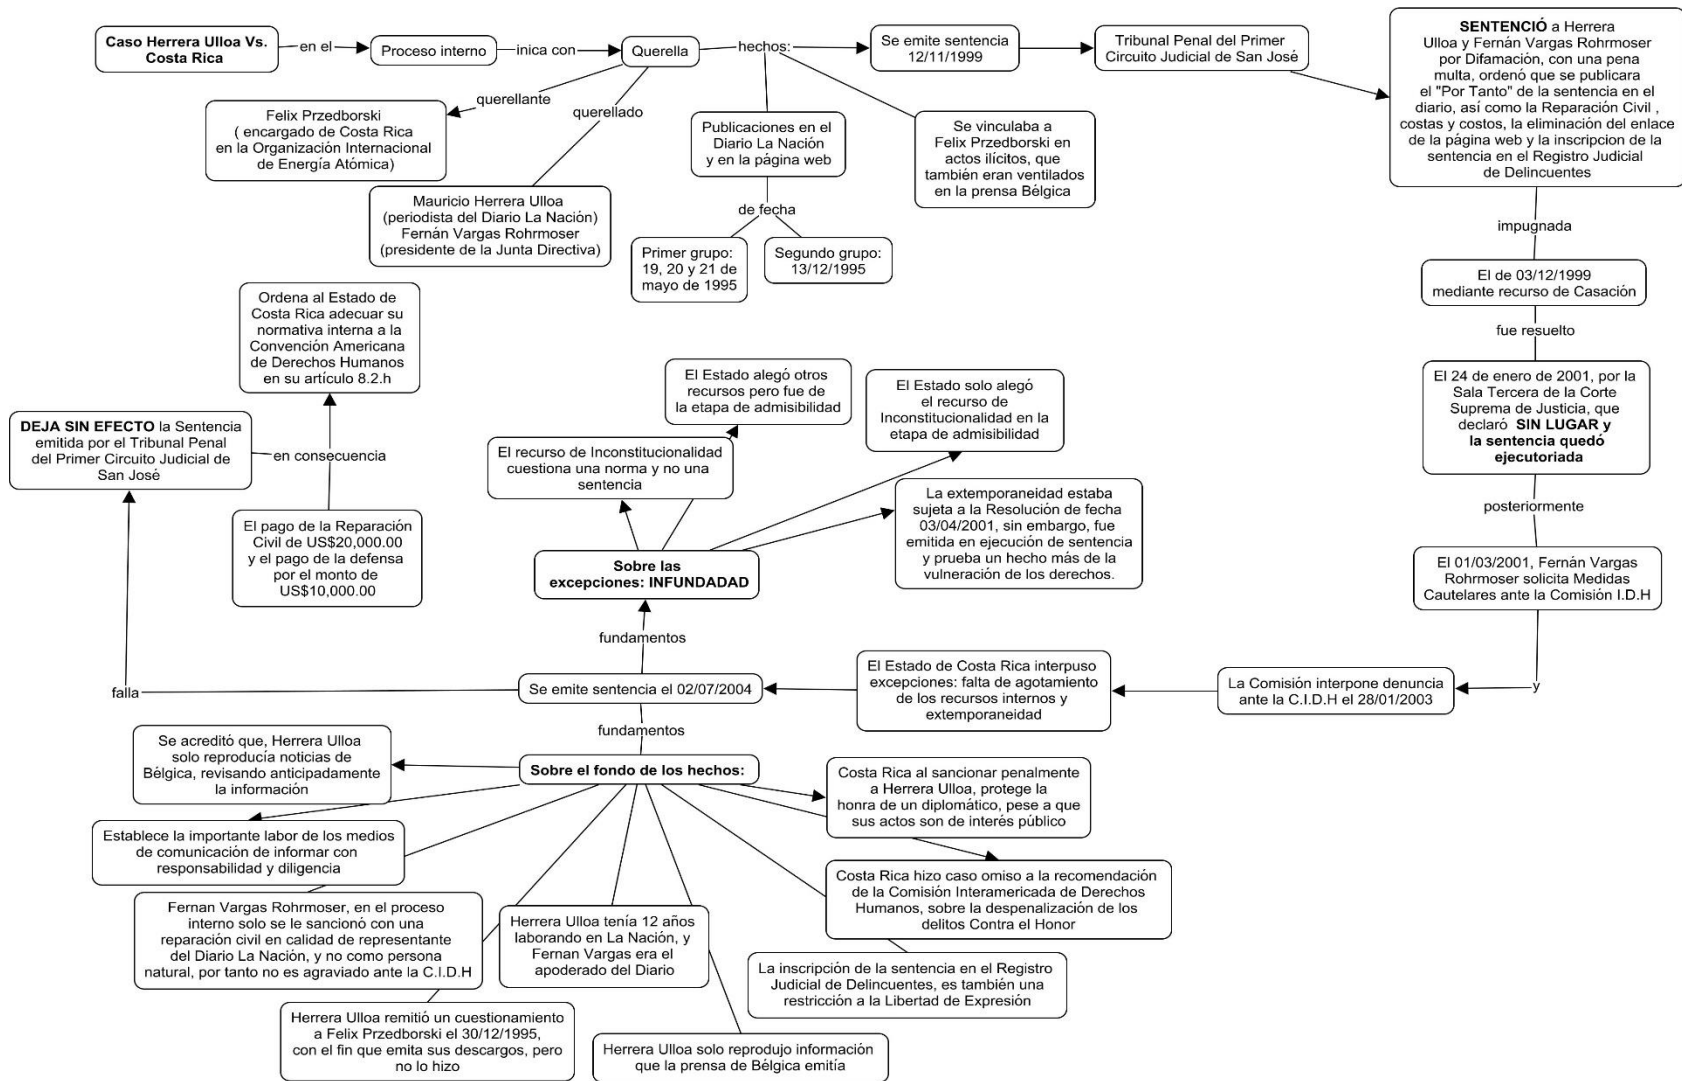 Caso Herrera Ulloa Vs.
Costa Rica
en el
Proceso interno
inica con
Querella
hechos:
Se emite sentencia
12/11/1999
Tribunal Penal del Primer
Circuito Judicial de San José
SENTENCIÓ a Herrera
Ulloa y Fernán Vargas Rohrmoser
por Difamación, con una pena
multa, ordenó que se publicara
el "Por Tanto" de la sentencia en el
diario, así como la Reparación Civil ,
costas y costos, la eliminación del enlace
de la página web y la inscripcion de la
sentencia en el Registro Judicial
de Delincuentes
querellante
querellado
Felix Przedborski
( encargado de Costa Rica
en la Organización Internacional
de Energía Atómica)
Mauricio Herrera Ulloa
(periodista del Diario La Nación)
Fernán Vargas Rohrmoser
(presidente de la Junta Directiva)
Publicaciones en el
Diario La Nación
y en la página web
Se vinculaba a
Felix Przedborski en
actos ilícitos, que
también eran ventilados
en la prensa Bélgica
de fecha
Primer grupo:
19, 20 y 21 de
mayo de 1995
Segundo grupo:
13/12/1995
impugnada
El de 03/12/1999
mediante recurso de Casación
fue resuelto
El 24 de enero de 2001, por la
Sala Tercera de la Corte
Suprema de Justicia, que
declaró SIN LUGAR y
la sentencia quedó
ejecutoriada
posteriormente
El 01/03/2001, Fernán Vargas
Rohrmoser solicita Medidas
Cautelares ante la Comisión I.D.H
y
La Comisión interpone denuncia
ante la C.I.D.H el 28/01/2003
El Estado de Costa Rica interpuso
excepciones: falta de agotamiento
de los recursos internos y
extemporaneidad
Se emite sentencia el 02/07/2004
falla
DEJA SIN EFECTO la Sentencia
emitida por el Tribunal Penal
del Primer Circuito Judicial de
San José
en consecuencia
Ordena al Estado de
Costa Rica adecuar su
normativa interna a la
Convención Americana
de Derechos Humanos
en su artículo 8.2.h
El pago de la Reparación
Civil de US$20,000.00
y el pago de la defensa
por el monto de
US$10,000.00
fundamentos
Sobre las
excepciones: INFUNDADAD
El recurso de Inconstitucionalidad
cuestiona una norma y no una
sentencia
El Estado alegó otros
recursos pero fue de
la etapa de admisibilidad
El Estado solo alegó
el recurso de
Inconstitucionalidad en la
etapa de admisibilidad
La extemporaneidad estaba
sujeta a la Resolución de fecha
03/04/2001, sin embargo, fue
emitida en ejecución de sentencia
y prueba un hecho más de la
vulneración de los derechos.
fundamentos
Sobre el fondo de los hechos:
Se acreditó que, Herrera Ulloa
solo reproducía noticias de
Bélgica, revisando anticipadamente
la información
Establece la importante labor de los medios
de comunicación de informar con
responsabilidad y diligencia
Fernan Vargas Rohrmoser, en el proceso
interno solo se le sancionó con una
reparación civil en calidad de representante
del Diario La Nación, y no como persona
natural, por tanto no es agraviado ante la C.I.D.H
Herrera Ulloa remitió un cuestionamiento
a Felix Przedborski el 30/12/1995,
con el fin que emita sus descargos, pero
no lo hizo
Herrera Ulloa tenía 12 años
laborando en La Nación, y
Fernan Vargas era el
apoderado del Diario
Herrera Ulloa solo reprodujo información
que la prensa de Bélgica emitía
La inscripción de la sentencia en el Registro
Judicial de Delincuentes, es también una
restricción a la Libertad de Expresión
Costa Rica hizo caso omiso a la recomendación
de la Comisión Interamericada de Derechos
Humanos, sobre la despenalización de los
delitos Contra el Honor
Costa Rica al sancionar penalmente
a Herrera Ulloa, protege la
honra de un diplomático, pese a que
sus actos son de interés público